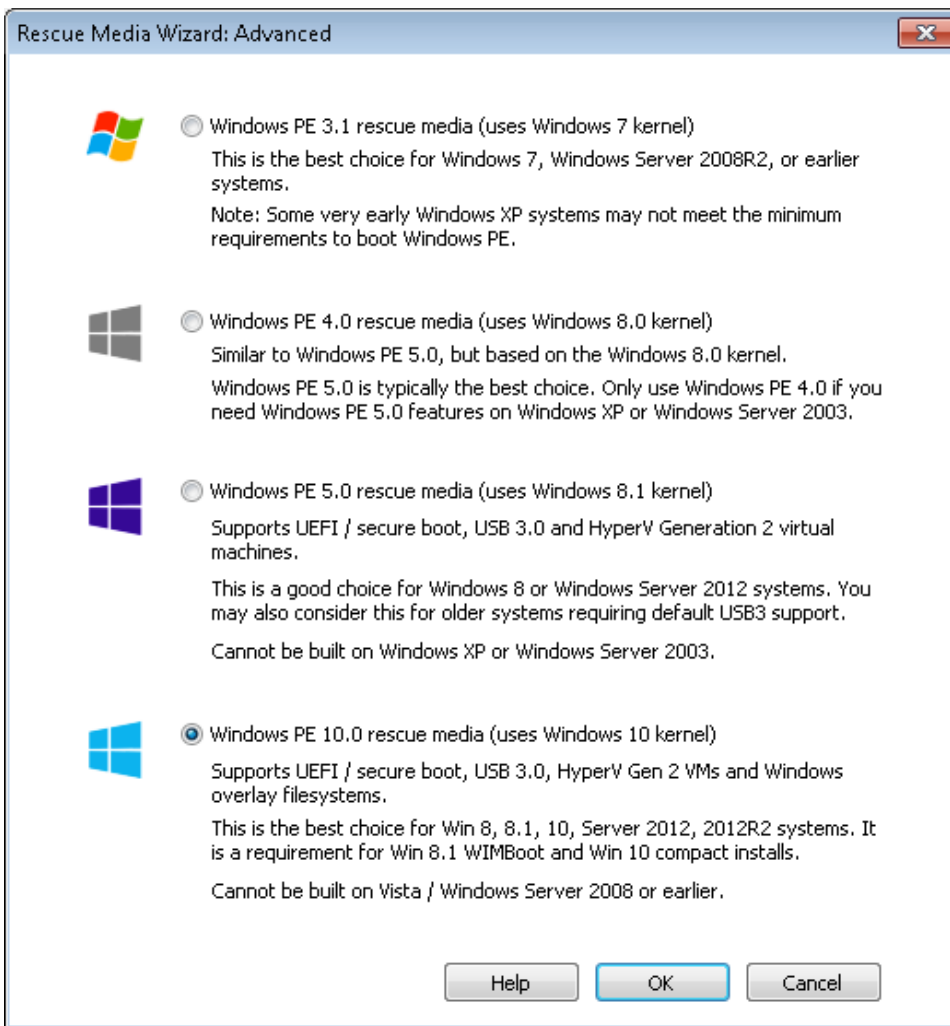 Rescue Media Wizard: Advanced
Windows PE 3.1 rescue media (uses Windows 7 kernel)
This is the best choice for Windows 7, Windows Server 2008R2, or earlier
systems.
Note: Some very early Windows XP systems may not meet the minimum
requirements to boot Windows PE.
Windows PE 4.0 rescue media (uses Windows 8.0 kernel)
Similar to Windows PE 5.0, but based on the Windows 8.0 kernel.
Windows PE 5.0 is typically the best choice. Only use Windows PE 4.0 if you
need Windows PE 5.0 features on Windows XP or Windows Server 2003.
Windows PE 5.0 rescue media (uses Windows 8.1 kernel)
Supports UEFI / secure boot, USB 3.0 and HyperV Generation 2 virtual
machines.
This is a good choice for Windows 8 or Windows Server 2012 systems. You
may also consider this for older systems requiring default USB3 support.
Cannot be built on Windows XP or Windows Server 2003.
Windows PE 10.0 rescue media (uses Windows 10 kernel)
Supports UEFI / secure boot, USB 3.0, HyperV Gen 2 VMs and Windows
overlay filesystems.
This is the best choice for Win 8, 8.1, 10, Server 2012, 2012R2 systems. It
is a requirement for Win 8.1 WIMBoot and Win 10 compact installs.
Cannot be built on Vista / Windows Server 2008 or earlier.
Help OK Cancel